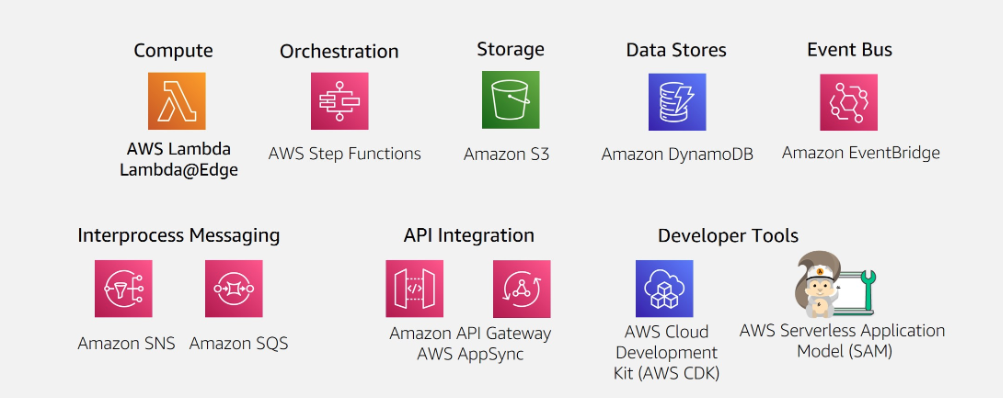 Compute
Orchestration
Storage
Data Stores
Event Bus
AWS Lambda
Lambda@Edge
AWS Step Functions
Amazon S3
Amazon DynamoDB
Amazon EventBridge
Interprocess Messaging
API Integration
Developer Tools
Amazon SNS
Amazon SQS
Amazon API Gateway
AWS AppSync
AWS Cloud
Development
Kit (AWS CDK)
AWS Serverless Application
Model (SAM)